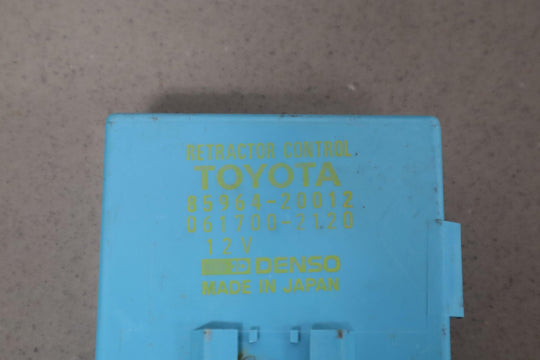 RETRACTOR CONTROL
TOYOTA
85964-20012
061700-2120
12V
DENSO
MADE IN JAPAN